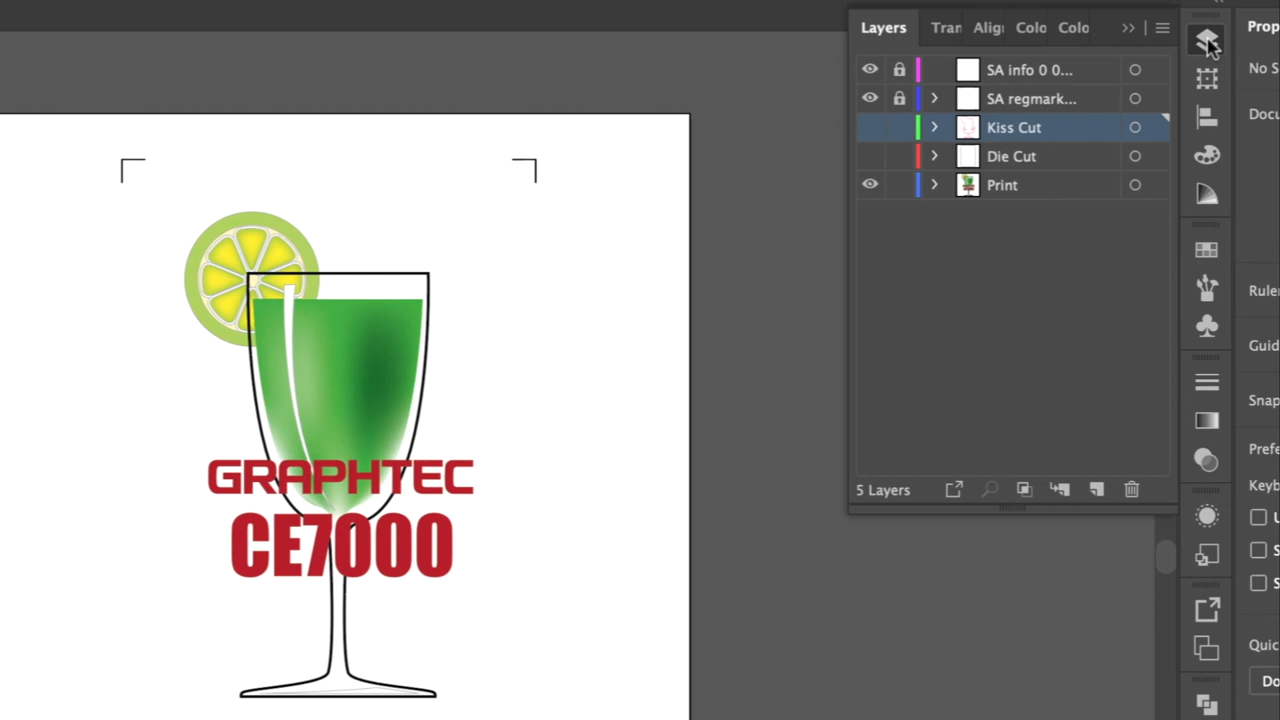 Layers Tran Align Colo Colo
SA info 0 0...
SA regmark...
Kiss Cut
Die Cut
Print
5 Layers
Prop
No S
Docu
Rule
Guid
Snap
Prefe
Keyb
U
S
S
Quic
Do
GRAPHTEC
CE7000